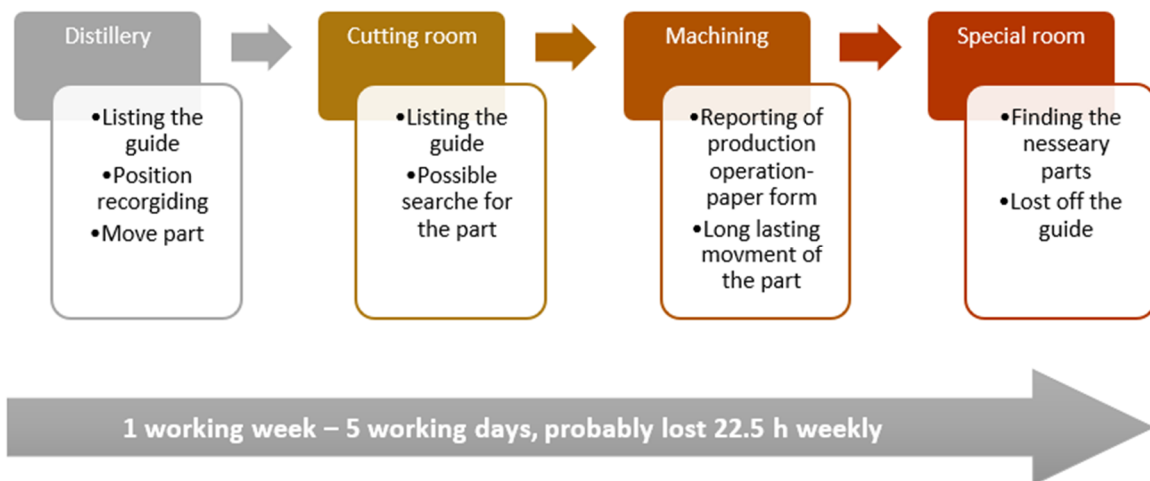 Distillery
•Listing the
guide
•Position
recorgiding
•Move part
Cutting room
•Listing the
guide
•Possible
searche for
the part
Machining
•Reporting of
production
operation-
paper form
•Long lasting
movment of
the part
Special room
•Finding the
nesseary
parts
•Lost off the
guide
1 working week – 5 working days, probably lost 22.5 h weekly